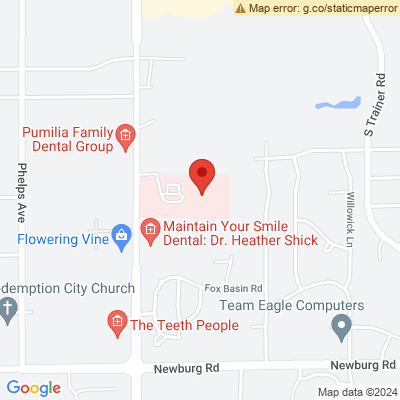 Map error: g.co/staticmaperror
S Trainer Rd
Pumilia Family
Dental Group
Phelps Ave
Willowick Ln
Maintain Your Smile
Dental: Dr. Heather Shick
Flowering Vine
Fox Basin Rd
demption City Church
Team Eagle Computers
The Teeth People
Newburg Rd
Newburg Rd
Google
Map data ©2024